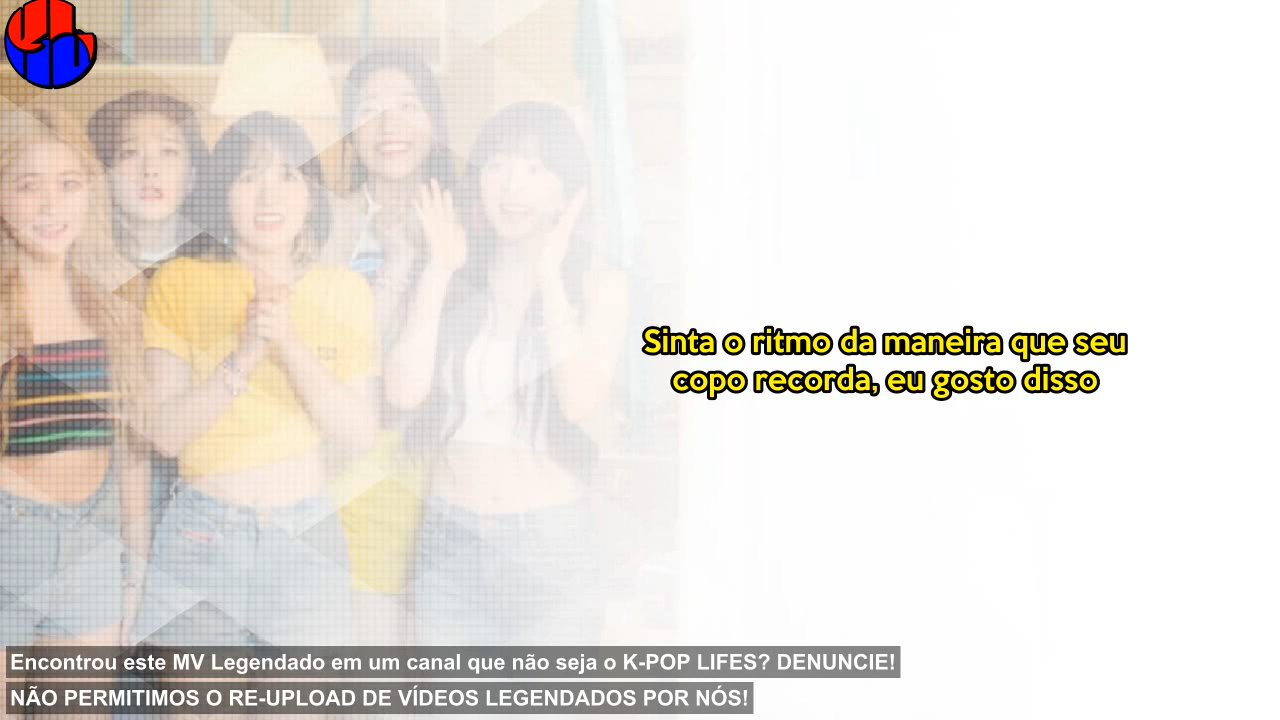 Sinta o ritmo da maneira que seu
copo recorda, eu gosto disso
Encontrou este MV Legendado em um canal que não seja o K-POP LIFES? DENUNCIE!
NÃO PERMITIMOS O RE-UPLOAD DE VÍDEOS LEGENDADOS POR NÓS!